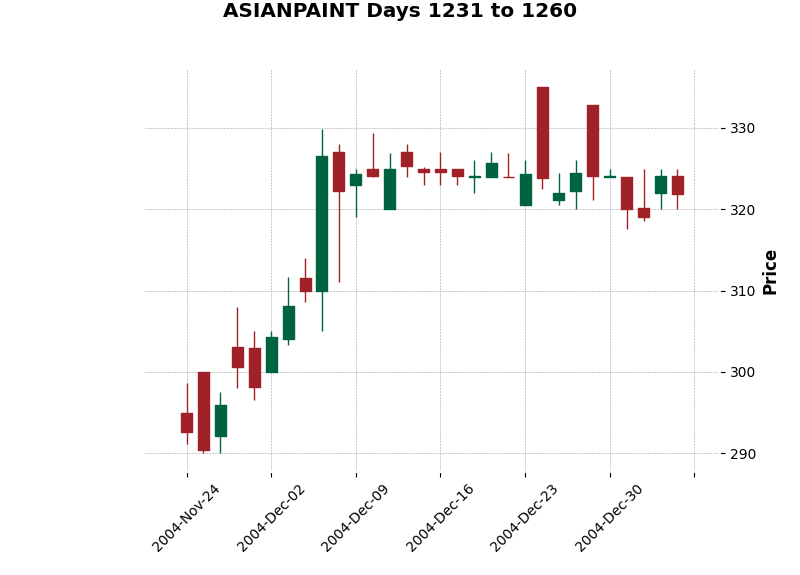 ASIANPAINT Days 1231 to 1260
330
320
310
300
290
Price
2004-Nov-24
2004-Dec-02
2004-Dec-09
2004-Dec-16
2004-Dec-23
2004-Dec-30